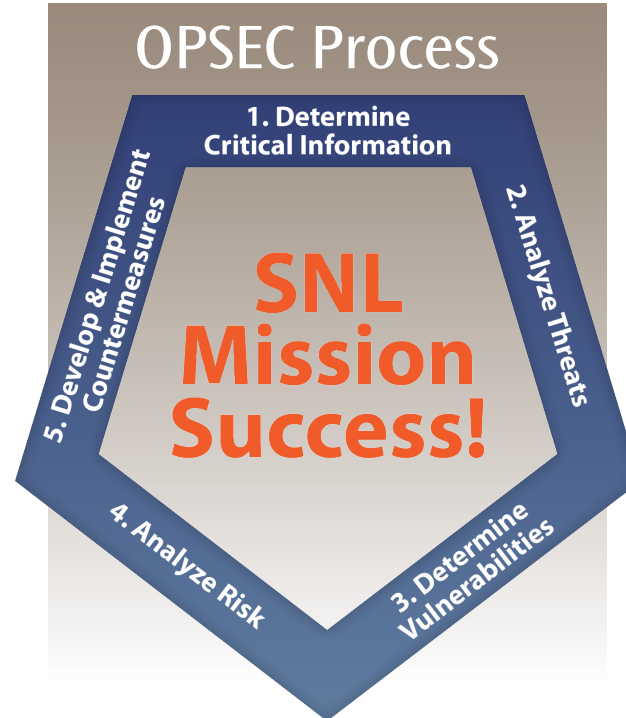 OPSEC Process
1. Determine
Critical Information
2. Analyze Threats
3. Determine
Vulnerabilities
4. Analyze Risk
5. Develop & Implement
Countermeasures
SNL
Mission
Success!